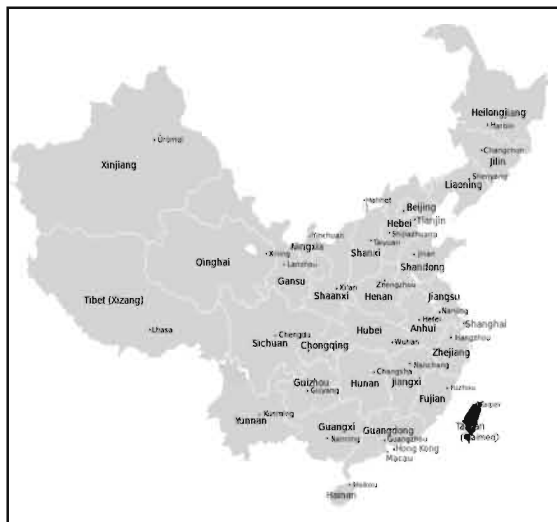 Heilongjiang
Harbin
Changchun
Jilin
Ürümqi
Xinjiang
Shenyang
Liaoning
Hohhot
Beijing
Tianjin
Hebei
Shijiazhuang
Yinchuan
Ningxia
Taiyuan
Shanxi
Xining
Jinan
Qinghai
Lanzhou
Shandong
Gansu
Zhengzhou
Xi'an
Shaanxi
Henan
Jiangsu
Tibet (Xizang)
Nanjing
Hefei
Shanghai
Lhasa
Hubei
Anhui
Chengdu
Hangzhou
Sichuan
Chongqing
Wuhan
Zhejiang
Nanchang
Changsha
Guizhou
Hunan
Jiangxi
Guiyang
Fuzhou
Fujian
Taipei
Kunming
Yunnan
Guangxi
Guangdong
Taiwan
Nanning
Guangzhou
Hong Kong
Macau
Haikou
Hainan